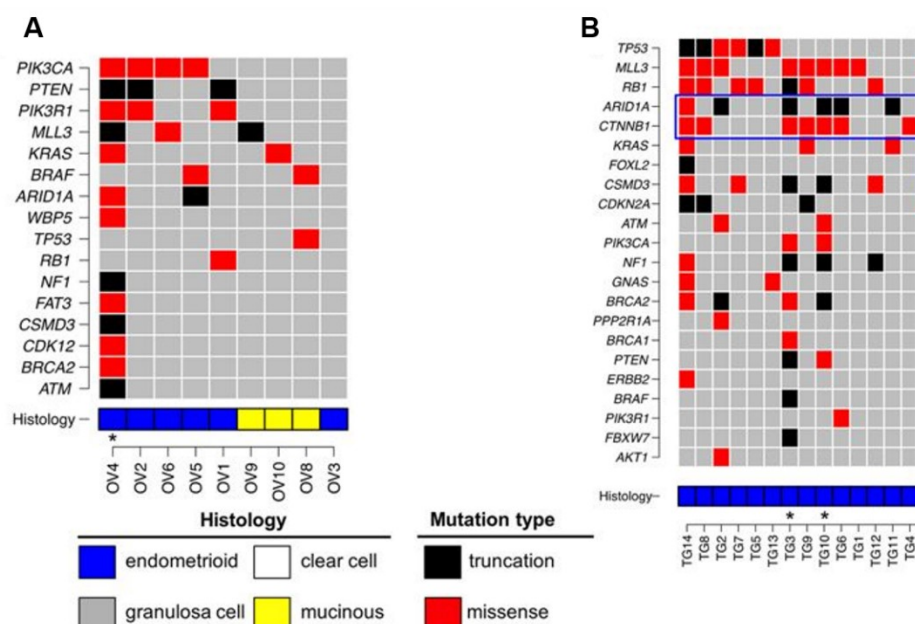 A
PIK3CA
PTEN
PIK3R1
MLL3
KRAS
BRAF
ARID1A
WBP5
TP53
RB1
NF1
FAT3
CSMD3
CDK12
BRCA2
ATM
Histology
*
OV4 OV2 OV6 OV5 OV1 OV9 OV10 OV8 OV3
B
TP53
MLL3
RB1
ARID1A
CTNNB1
KRAS
FOXL2
CSMD3
CDKN2A
ATM
PIK3CA
NF1
GNAS
BRCA2
PPP2R1A
BRCA1
PTEN
ERBB2
BRAF
PIK3R1
FBXW7
AKT1
Histology
* *
TG14 TG8 TG2 TG7 TG5 TG13 TG3 TG9 TG10 TG6 TG1 TG12 TG11 TG4
Histology
endometrioid clear cell
granulosa cell mucinous
Mutation type
truncation
missense